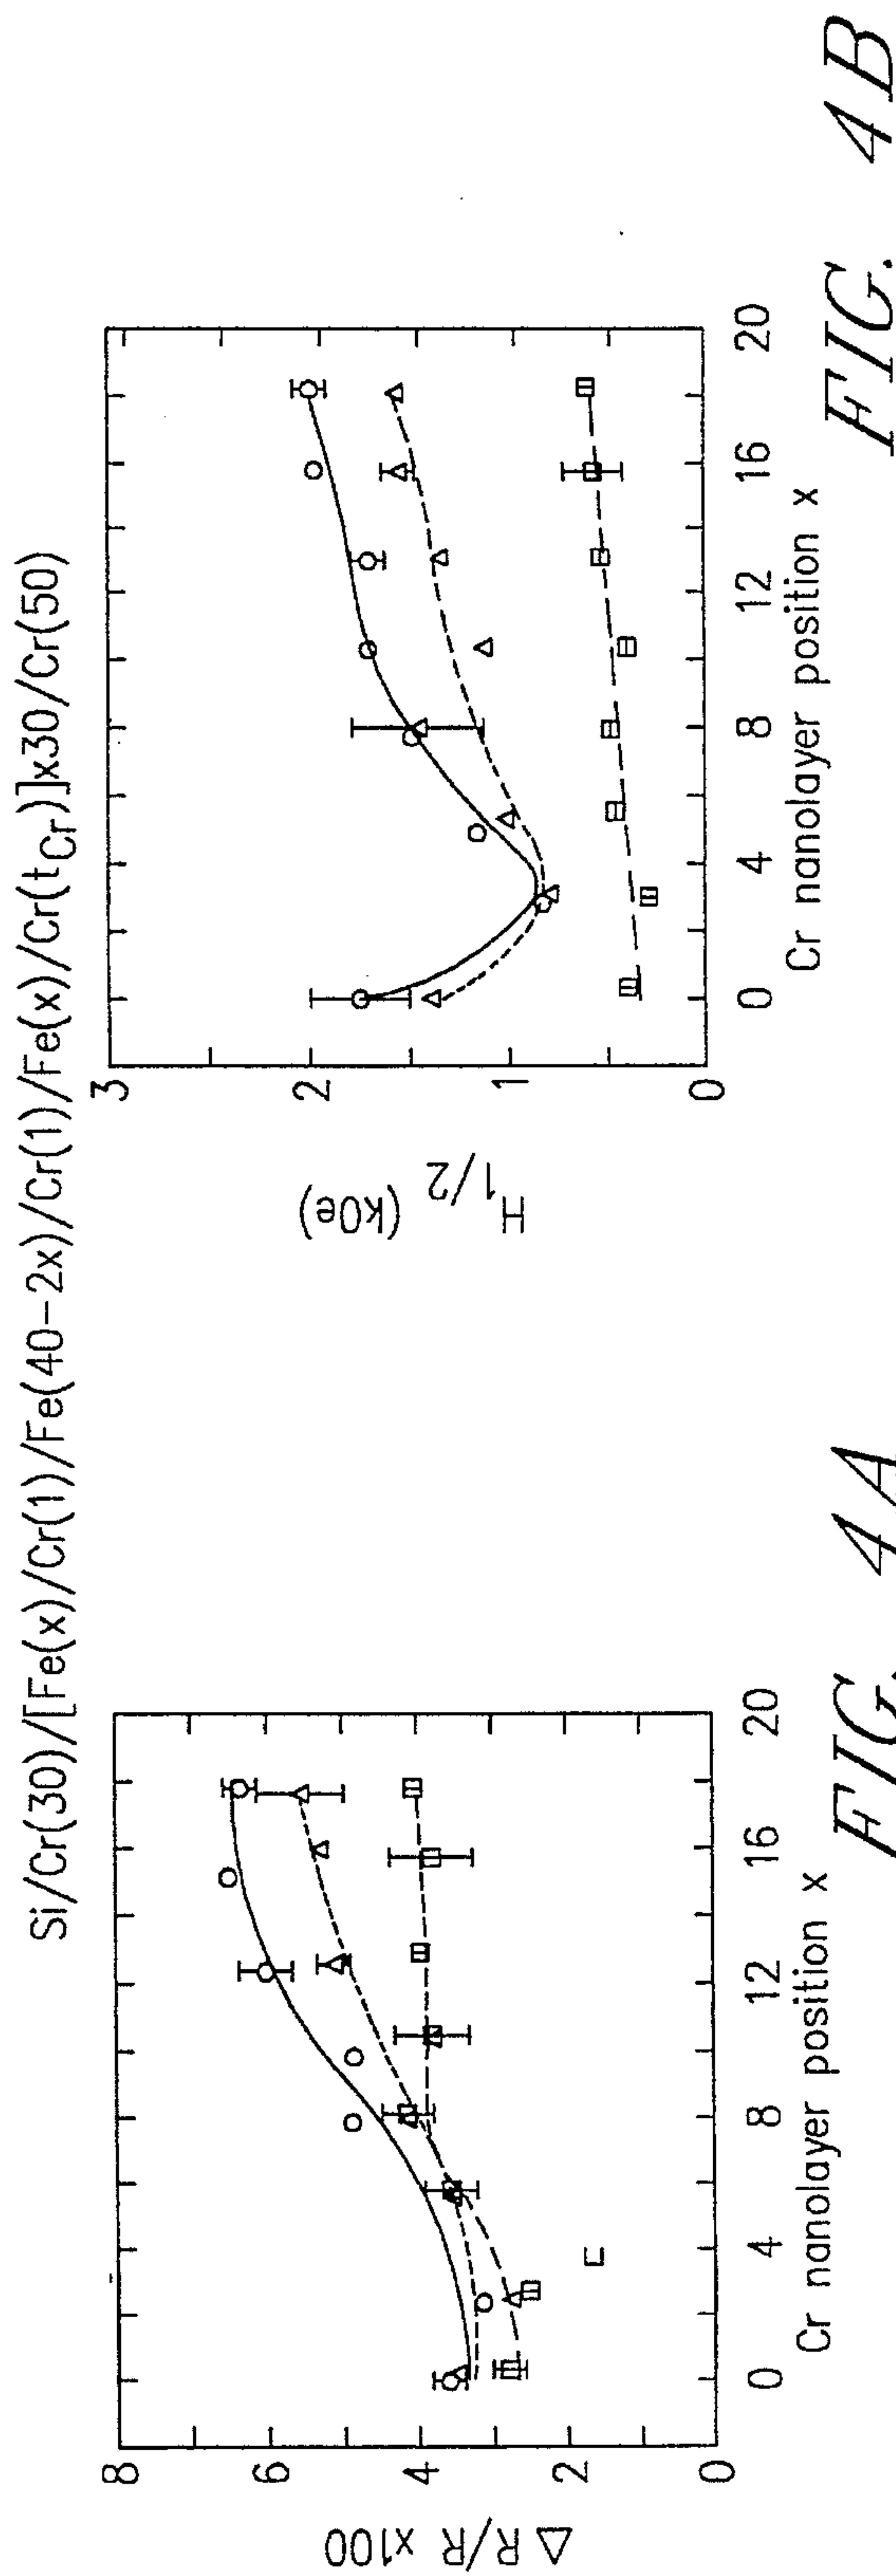 Si/Cr(30)/[Fe(x)/Cr(1)/Fe(40-2x)/Cr(1)/Fe(x)/Cr(tCr)]x30/Cr(50)
8
6
4
2
0
Δ R/R x100
0 4 8 12 16 20
Cr nanolayer position x
FIG. 4A
3
2
1
0
H1/2 (kOe)
0 4 8 12 16 20
Cr nanolayer position x
FIG. 4B